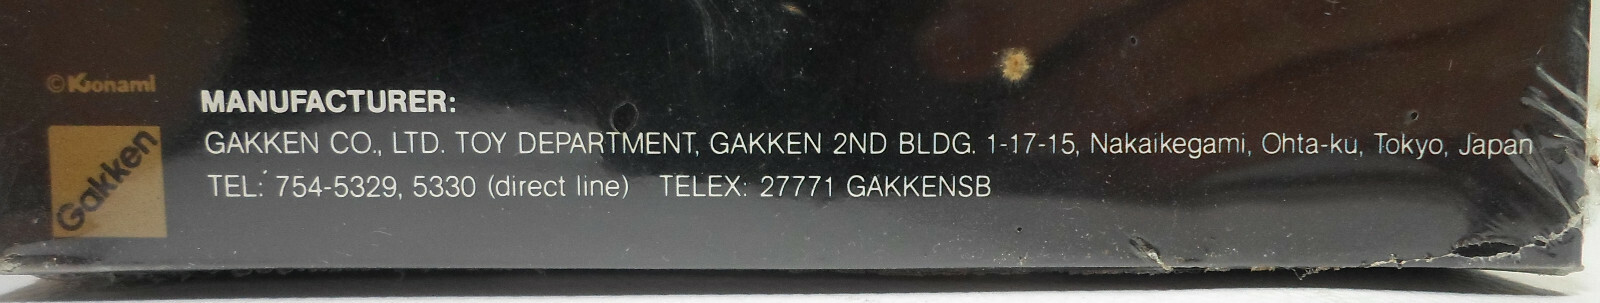 ©Konami
MANUFACTURER:
GAKKEN CO., LTD. TOY DEPARTMENT, GAKKEN 2ND BLDG. 1-17-15, Nakaikegami, Ohta-ku, Tokyo, Japan
Gakken
TEL: 754-5329, 5330 (direct line) TELEX: 27771 GAKKENSB